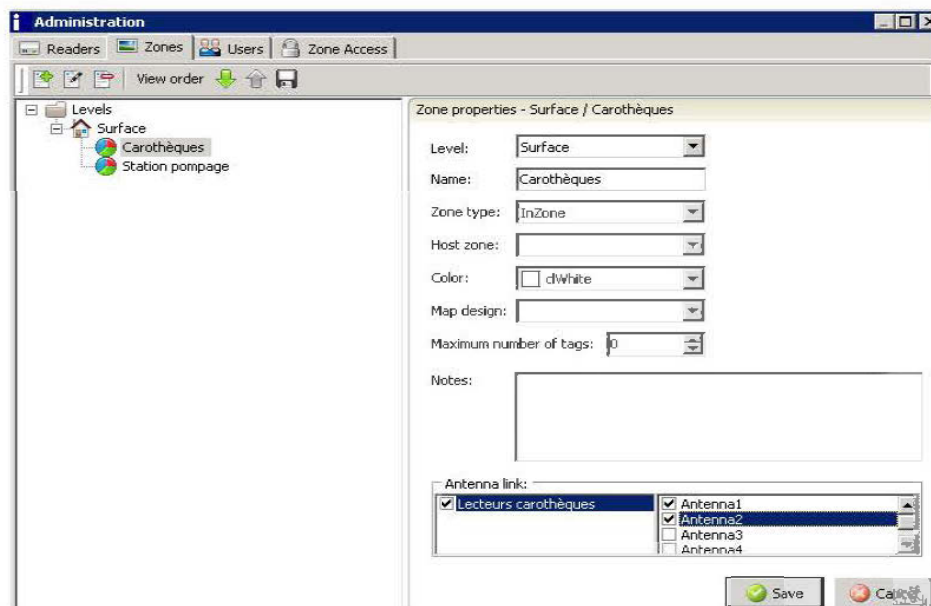 Administration
Readers Zones Users Zone Access
View order
Levels
Surface
Carothèques
Station pompage
Zone properties - Surface / Carothèques
Level: Surface
Name: Carothèques
Zone type: InZone
Host zone:
Color: clWhite
Map design:
Maximum number of tags: 0
Notes:
Antenna link:
Lecteurs carothèques
Antenna1
Antenna2
Antenna3
Antenna4
Save